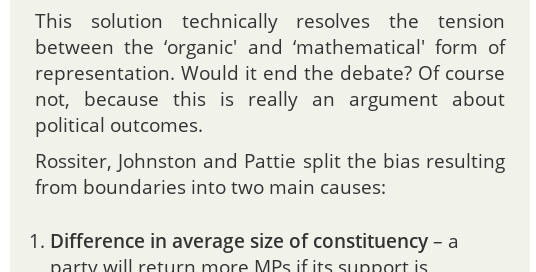 This solution technically resolves the tension
between the ‘organic' and ‘mathematical' form of
representation. Would it end the debate? Of course
not, because this is really an argument about
political outcomes.
Rossiter, Johnston and Pattie split the bias resulting
from boundaries into two main causes:
1. Difference in average size of constituency – a
party will return more MPs if its support is